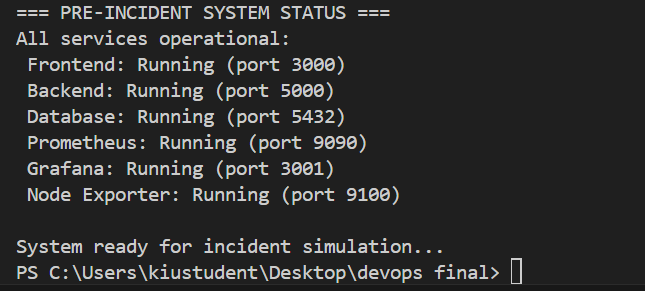 === PRE-INCIDENT SYSTEM STATUS ===
All services operational:
 Frontend: Running (port 3000)
 Backend: Running (port 5000)
 Database: Running (port 5432)
 Prometheus: Running (port 9090)
 Grafana: Running (port 3001)
 Node Exporter: Running (port 9100)

System ready for incident simulation...
PS C:\Users\kiustudent\Desktop\devops final>